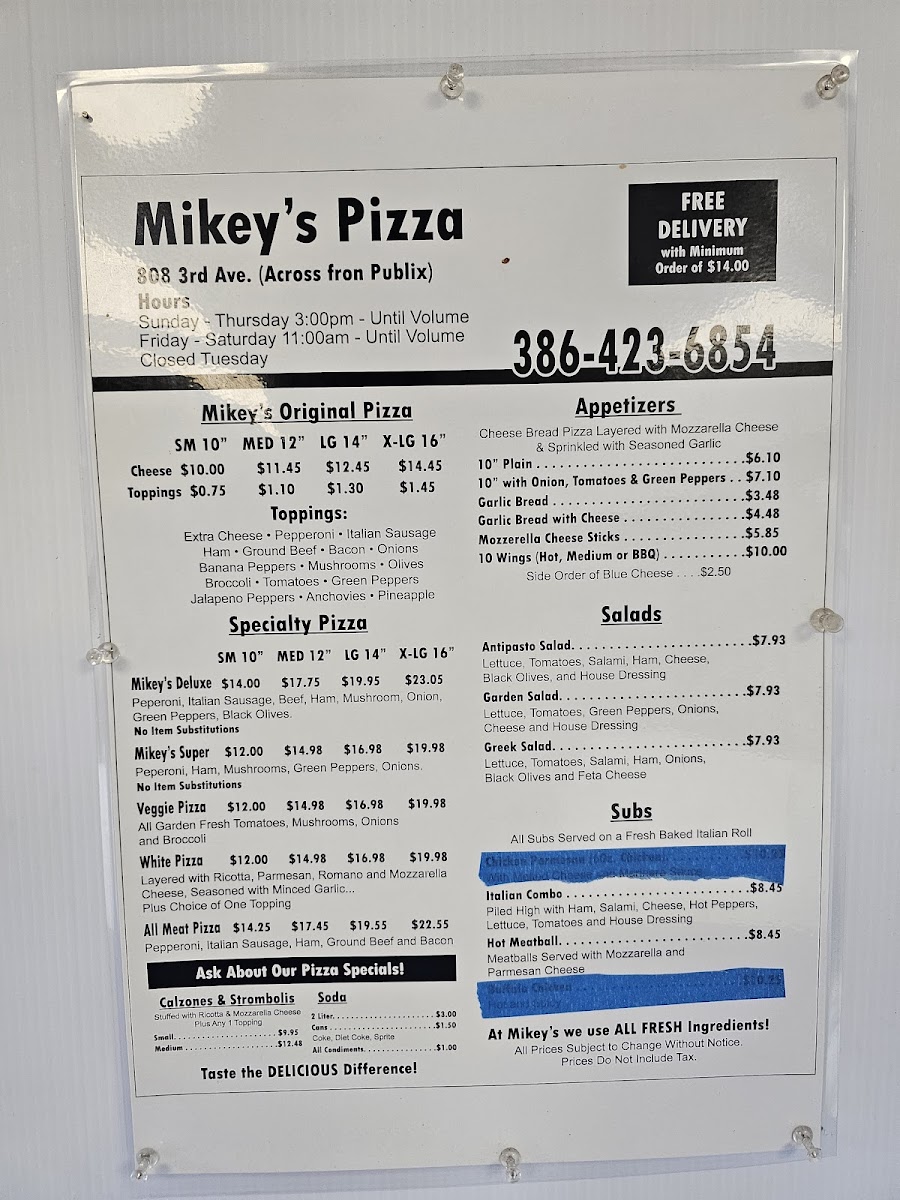 Mikey's Pizza
808 3rd Ave. (Across fron Publix)
Hours
Sunday - Thursday 3:00pm - Until Volume
Friday - Saturday 11:00am - Until Volume
Closed Tuesday
FREE
DELIVERY
with Minimum
Order of $14.00
386-423-6854
Mikey's Original Pizza
SM 10" MED 12" LG 14" X-LG 16"
Cheese $10.00 $11.45 $12.45 $14.45
Toppings $0.75 $1.10 $1.30 $1.45
Toppings:
Extra Cheese • Pepperoni • Italian Sausage
Ham • Ground Beef • Bacon • Onions
Banana Peppers • Mushrooms • Olives
Broccoli • Tomatoes • Green Peppers
Jalapeno Peppers • Anchovies • Pineapple
Specialty Pizza
SM 10" MED 12" LG 14" X-LG 16"
Mikey's Deluxe $14.00 $17.75 $19.95 $23.05
Peperoni, Italian Sausage, Beef, Ham, Mushroom, Onion,
Green Peppers, Black Olives.
No Item Substitutions
Mikey's Super $12.00 $14.98 $16.98 $19.98
Peperoni, Ham, Mushrooms, Green Peppers, Onions.
No Item Substitutions
Veggie Pizza $12.00 $14.98 $16.98 $19.98
All Garden Fresh Tomatoes, Mushrooms, Onions
and Broccoli
White Pizza $12.00 $14.98 $16.98 $19.98
Layered with Ricotta, Parmesan, Romano and Mozzarella
Cheese, Seasoned with Minced Garlic...
Plus Choice of One Topping
All Meat Pizza $14.25 $17.45 $19.55 $22.55
Pepperoni, Italian Sausage, Ham, Ground Beef and Bacon
Ask About Our Pizza Specials!
Calzones & Strombolis
Stuffed with Ricotta & Mozzarella Cheese
Plus Any 1 Topping
Small. . . . . . . . . . . . . . . . . . . . $9.95
Medium . . . . . . . . . . . . . . . . . . $12.48
Soda
2 Liter. . . . . . . . . . . . . . . . . . . . $3.00
Cans . . . . . . . . . . . . . . . . . . . . .$1.50
Coke, Diet Coke, Sprite
All Condiments. . . . . . . . . . . . . .$1.00
Taste the DELICIOUS Difference!
Appetizers
Cheese Bread Pizza Layered with Mozzarella Cheese
& Sprinkled with Seasoned Garlic
10" Plain . . . . . . . . . . . . . . . . . . . . . . . . . .$6.10
10" with Onion, Tomatoes & Green Peppers . . $7.10
Garlic Bread . . . . . . . . . . . . . . . . . . . . . . . .$3.48
Garlic Bread with Cheese . . . . . . . . . . . . . . .$4.48
Mozzerella Cheese Sticks . . . . . . . . . . . . . . .$5.85
10 Wings (Hot, Medium or BBQ) . . . . . . . . . . .$10.00
Side Order of Blue Cheese . . . .$2.50
Salads
Antipasto Salad. . . . . . . . . . . . . . . . . . . . . .$7.93
Lettuce, Tomatoes, Salami, Ham, Cheese,
Black Olives, and House Dressing
Garden Salad. . . . . . . . . . . . . . . . . . . . . . .$7.93
Lettuce, Tomatoes, Green Peppers, Onions,
Cheese and House Dressing
Greek Salad. . . . . . . . . . . . . . . . . . . . . . . .$7.93
Lettuce, Tomatoes, Salami, Ham, Onions,
Black Olives and Feta Cheese
Subs
All Subs Served on a Fresh Baked Italian Roll
Chicken Parmesan (6oz. Chicken). . . . . . . . . .$10.25
With Melted Cheese and Marinara Sauce
Italian Combo . . . . . . . . . . . . . . . . . . . . . .$8.45
Piled High with Ham, Salami, Cheese, Hot Peppers,
Lettuce, Tomatoes and House Dressing
Hot Meatball. . . . . . . . . . . . . . . . . . . . . . .$8.45
Meatballs Served with Mozzarella and
Parmesan Cheese
Buffalo Chicken . . . . . . . . . . . . . . . . . . . .$10.25
Hot and Spicy
At Mikey's we use ALL FRESH Ingredients!
All Prices Subject to Change Without Notice.
Prices Do Not Include Tax.